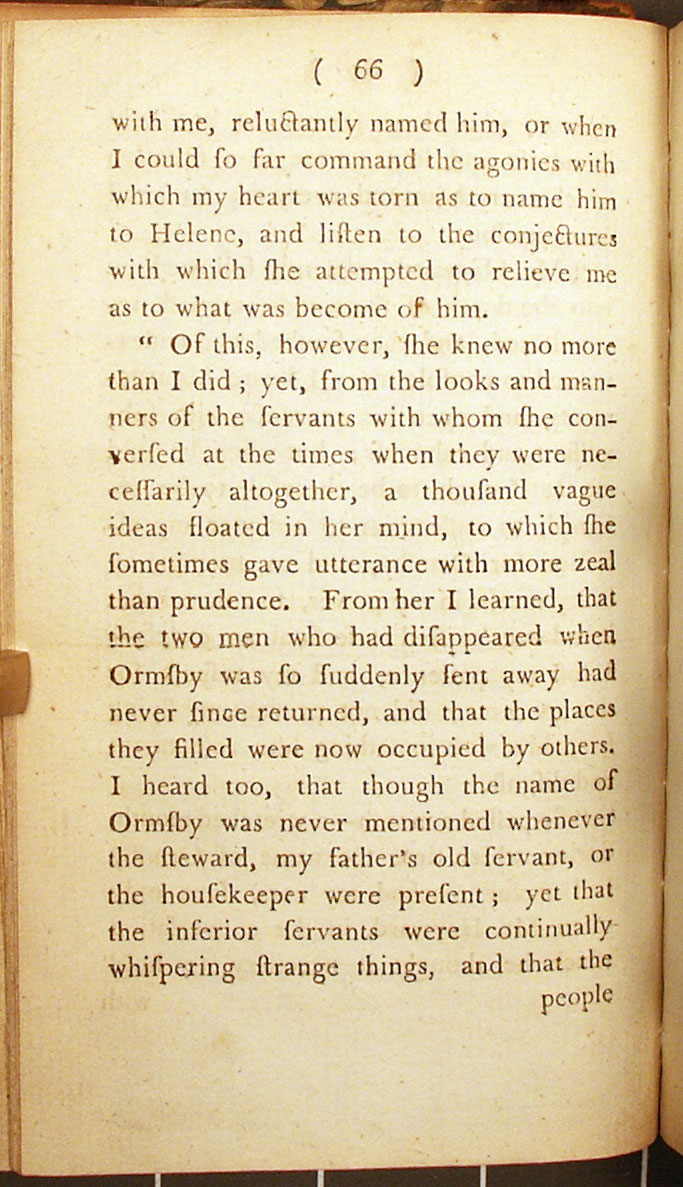 ( 66 )
with me, reluctantly named him, or when
I could ſo far command the agonies with
which my heart was torn as to name him
to Helene, and liſten to the conjectures
with which ſhe attempted to relieve me
as to what was become of him.
“ Of this, however, ſhe knew no more
than I did ; yet, from the looks and man-
ners of the ſervants with whom ſhe con-
verſed at the times when they were ne-
ceſſarily altogether, a thouſand vague
ideas floated in her mind, to which ſhe
ſometimes gave utterance with more zeal
than prudence. From her I learned, that
the two men who had diſappeared when
Ormſby was ſo ſuddenly ſent away had
never ſince returned, and that the places
they filled were now occupied by others.
I heard too, that though the name of
Ormſby was never mentioned whenever
the ſteward, my father's old ſervant, or
the houſekeeper were preſent ; yet that
the inferior ſervants were continually
whiſpering ſtrange things, and that the
people